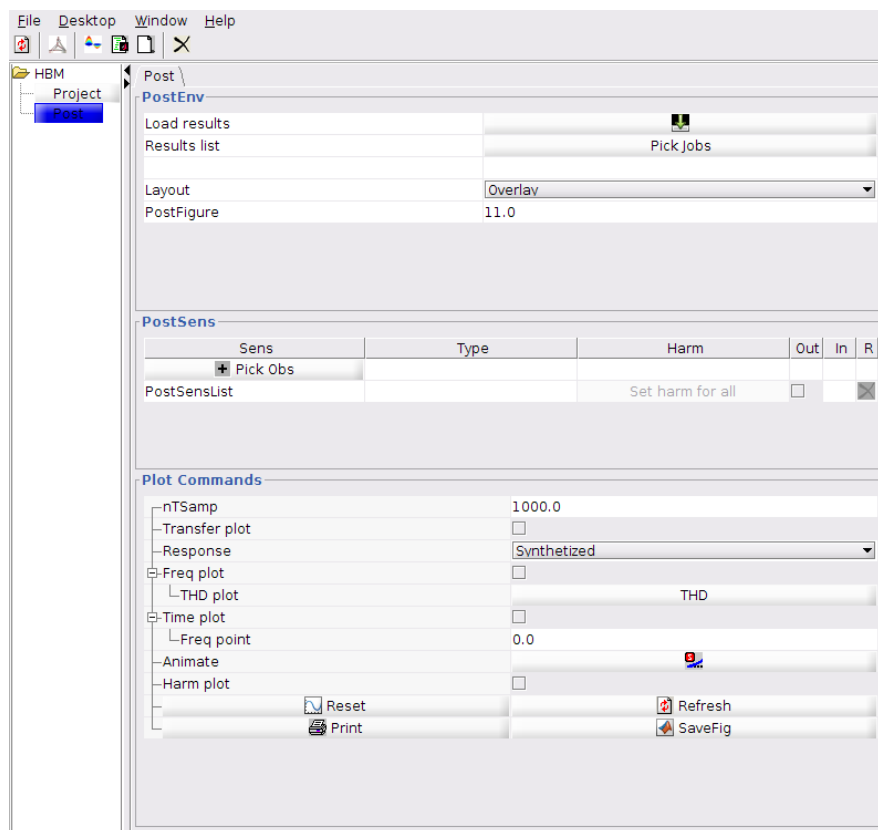 File Desktop Window Help
HBM
Project
Post
Post
PostEnv
Load results
Results list Pick Jobs
Layout Overlay
PostFigure 11.0
PostSens
Sens Type Harm Out In R
Pick Obs
PostSensList Set harm for all
Plot Commands
nTSamp 1000.0
Transfer plot
Response Synthetized
Freq plot
THD plot THD
Time plot
Freq point 0.0
Animate
Harm plot
Reset Refresh
Print SaveFig